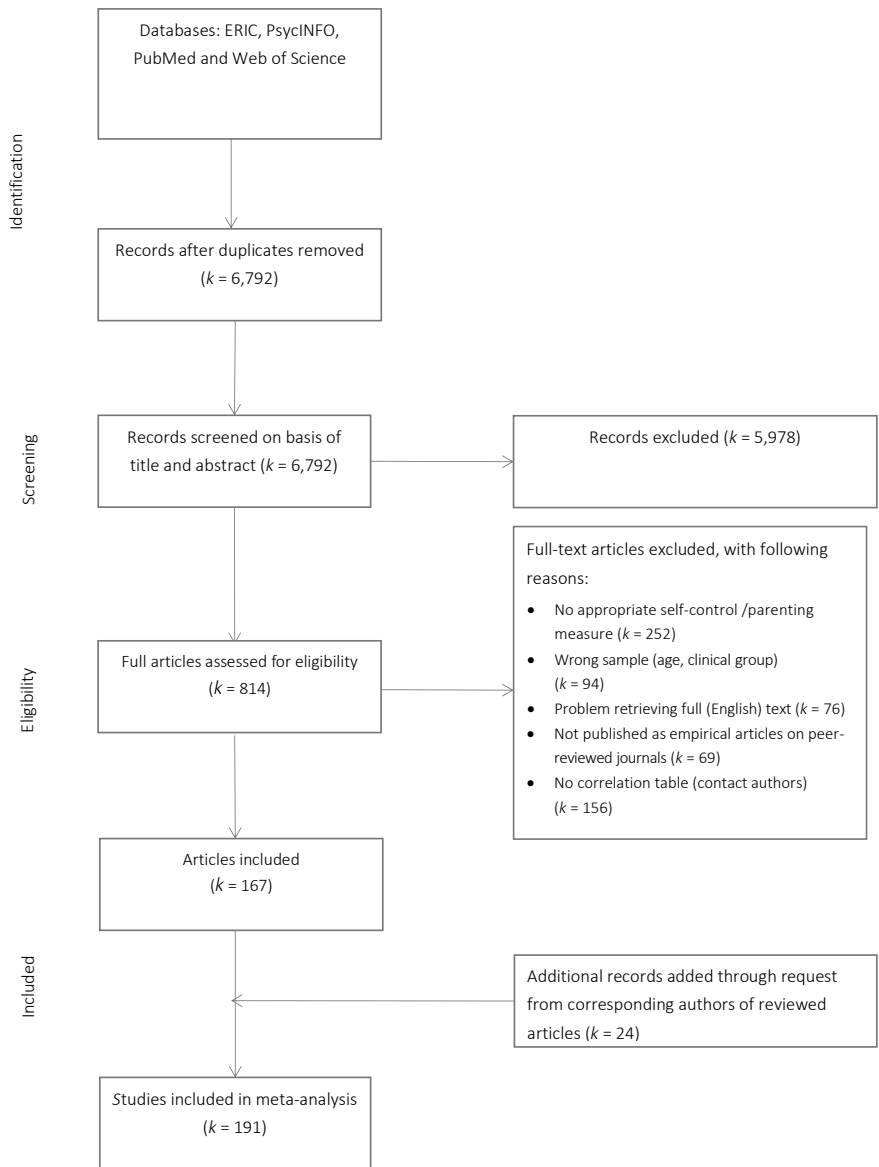 Databases: ERIC, PsycINFO,
PubMed and Web of Science
Identification
Records after duplicates removed
(k = 6,792)
Screening
Records screened on basis of
title and abstract (k = 6,792)
Records excluded (k = 5,978)
Full-text articles excluded, with following
reasons:
• No appropriate self-control /parenting
measure (k = 252)
• Wrong sample (age, clinical group)
(k = 94)
• Problem retrieving full (English) text (k = 76)
• Not published as empirical articles on peer-
reviewed journals (k = 69)
• No correlation table (contact authors)
(k = 156)
Eligibility
Full articles assessed for eligibility
(k = 814)
Articles included
(k = 167)
Included
Additional records added through request
from corresponding authors of reviewed
articles (k = 24)
Studies included in meta-analysis
(k = 191)